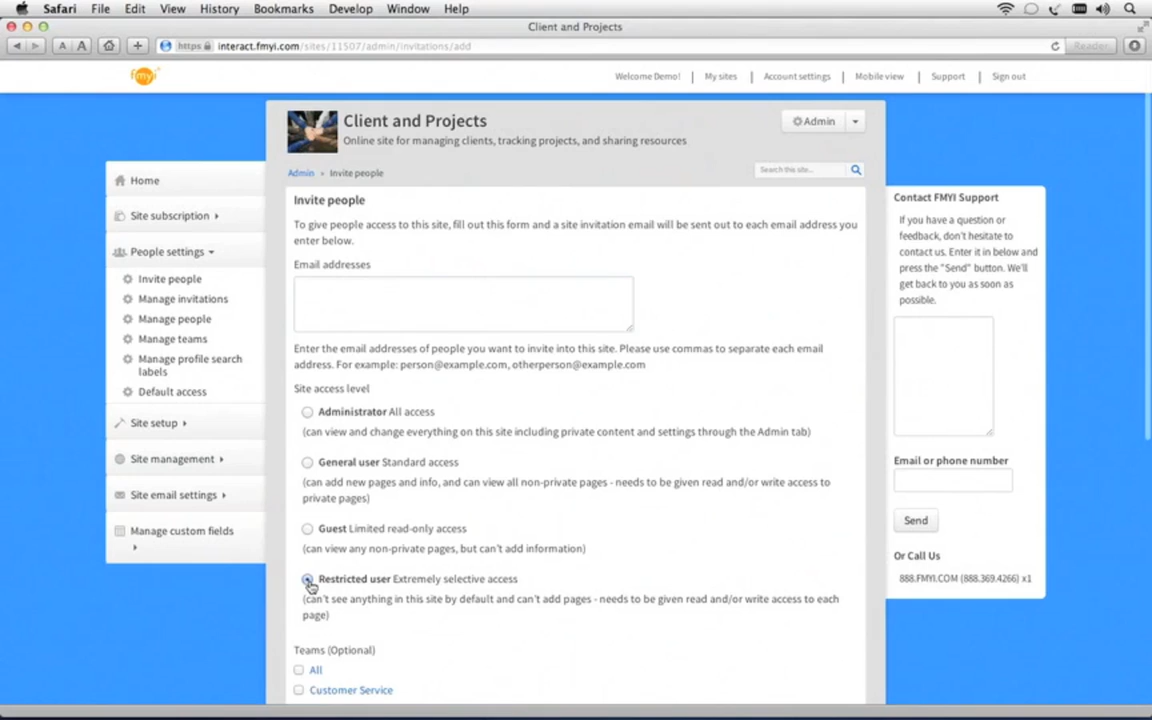 Safari File Edit View History Bookmarks Develop Window Help
Client and Projects
A A https interact.fmyi.com/sites/11507/admin/invitations/add Reader
fmyi Welcome Demo! | My sites | Account settings | Mobile view | Support | Sign out
Client and Projects
Admin
Online site for managing clients, tracking projects, and sharing resources
Admin » Invite people
Search this site...
Home
Site subscription
People settings
Invite people
Manage invitations
Manage people
Manage teams
Manage profile search
labels
Default access
Site setup
Site management
Site email settings
Manage custom fields
Invite people
To give people access to this site, fill out this form and a site invitation email will be sent out to each email address you
enter below.
Email addresses
Enter the email addresses of people you want to invite into this site. Please use commas to separate each email
address. For example: person@example.com, otherperson@example.com
Site access level
Administrator All access
(can view and change everything on this site including private content and settings through the Admin tab)
General user Standard access
(can add new pages and info, and can view all non-private pages - needs to be given read and/or write access to
private pages)
Guest Limited read-only access
(can view any non-private pages, but can't add information)
Restricted user Extremely selective access
(can't see anything in this site by default and can't add pages - needs to be given read and/or write access to each
page)
Teams (Optional)
All
Customer Service
Contact FMYI Support
If you have a question or
feedback, don't hesitate to
contact us. Enter it in below and
press the "Send" button. We'll
get back to you as soon as
possible.
Email or phone number
Send
Or Call Us
888.FMYI.COM (888.369.4266) x1